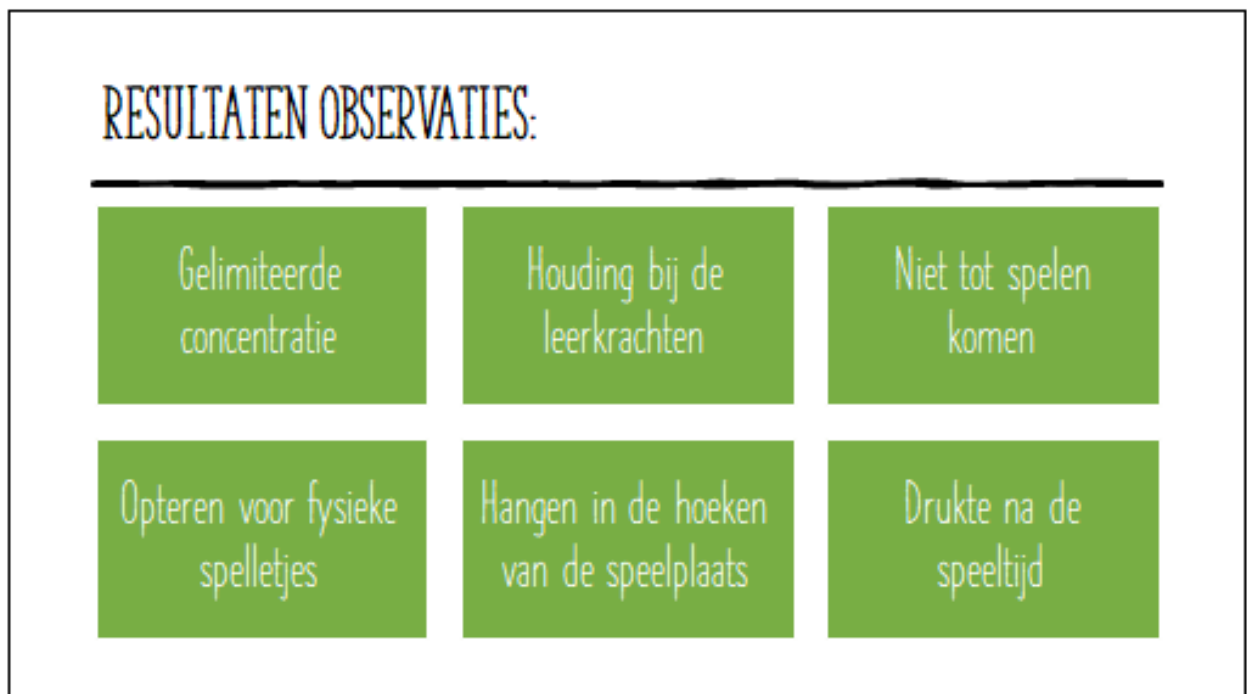 RESULTATEN OBSERVATIES:
Gelimiteerde
concentratie
Houding bij de
leerkrachten
Niet tot spelen
komen
Opteren voor fysieke
spelletjes
Hangen in de hoeken
van de speelplaats
Drukte na de
speeltijd